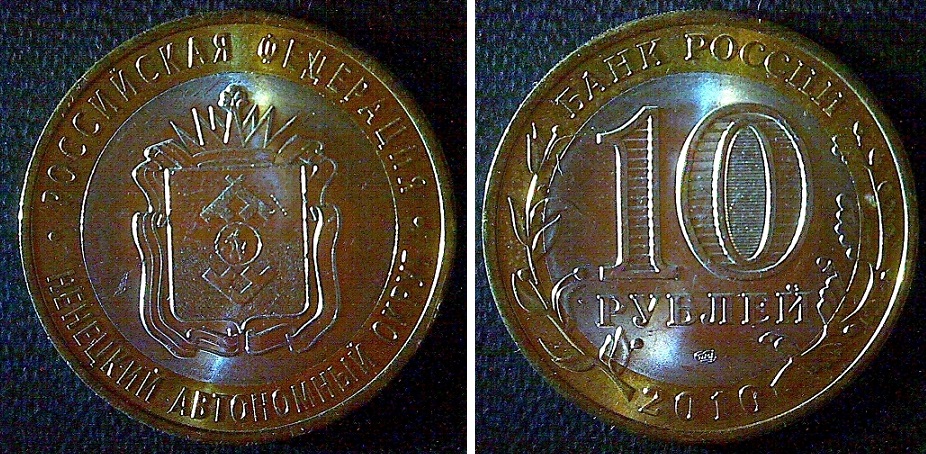 РОССИЙСКАЯ ФЕДЕРАЦИЯ
НЕНЕЦКИЙ АВТОНОМНЫЙ ОКРУГ
БАНК РОССИИ
10
РУБЛЕЙ
2010